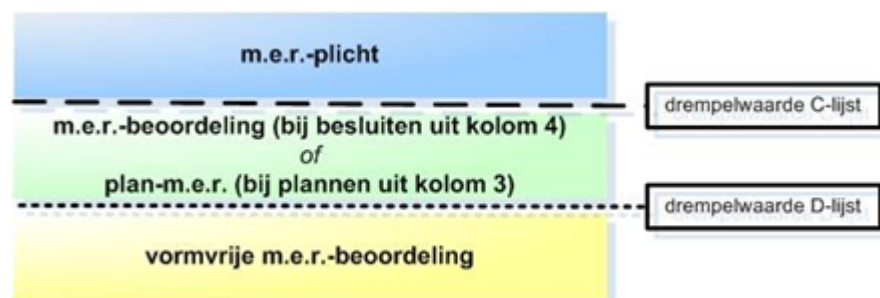 m.e.r.-plicht
drempelwaarde C-lijst
m.e.r.-beoordeling (bij besluiten uit kolom 4)
of
plan-m.e.r. (bij plannen uit kolom 3)
drempelwaarde D-lijst
vormvrije m.e.r.-beoordeling